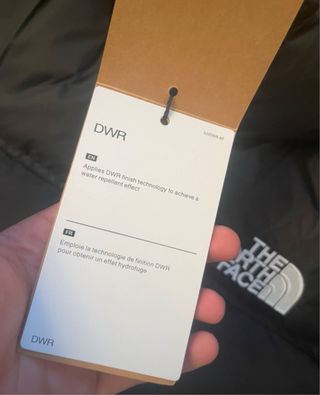 DWR
EN
Applies DWR finish technology to achieve a
water repellent effect
FR
Emploie la technologie de finition DWR
pour obtenir un effet hydrofuge
DWR
THE
NORTH
FACE